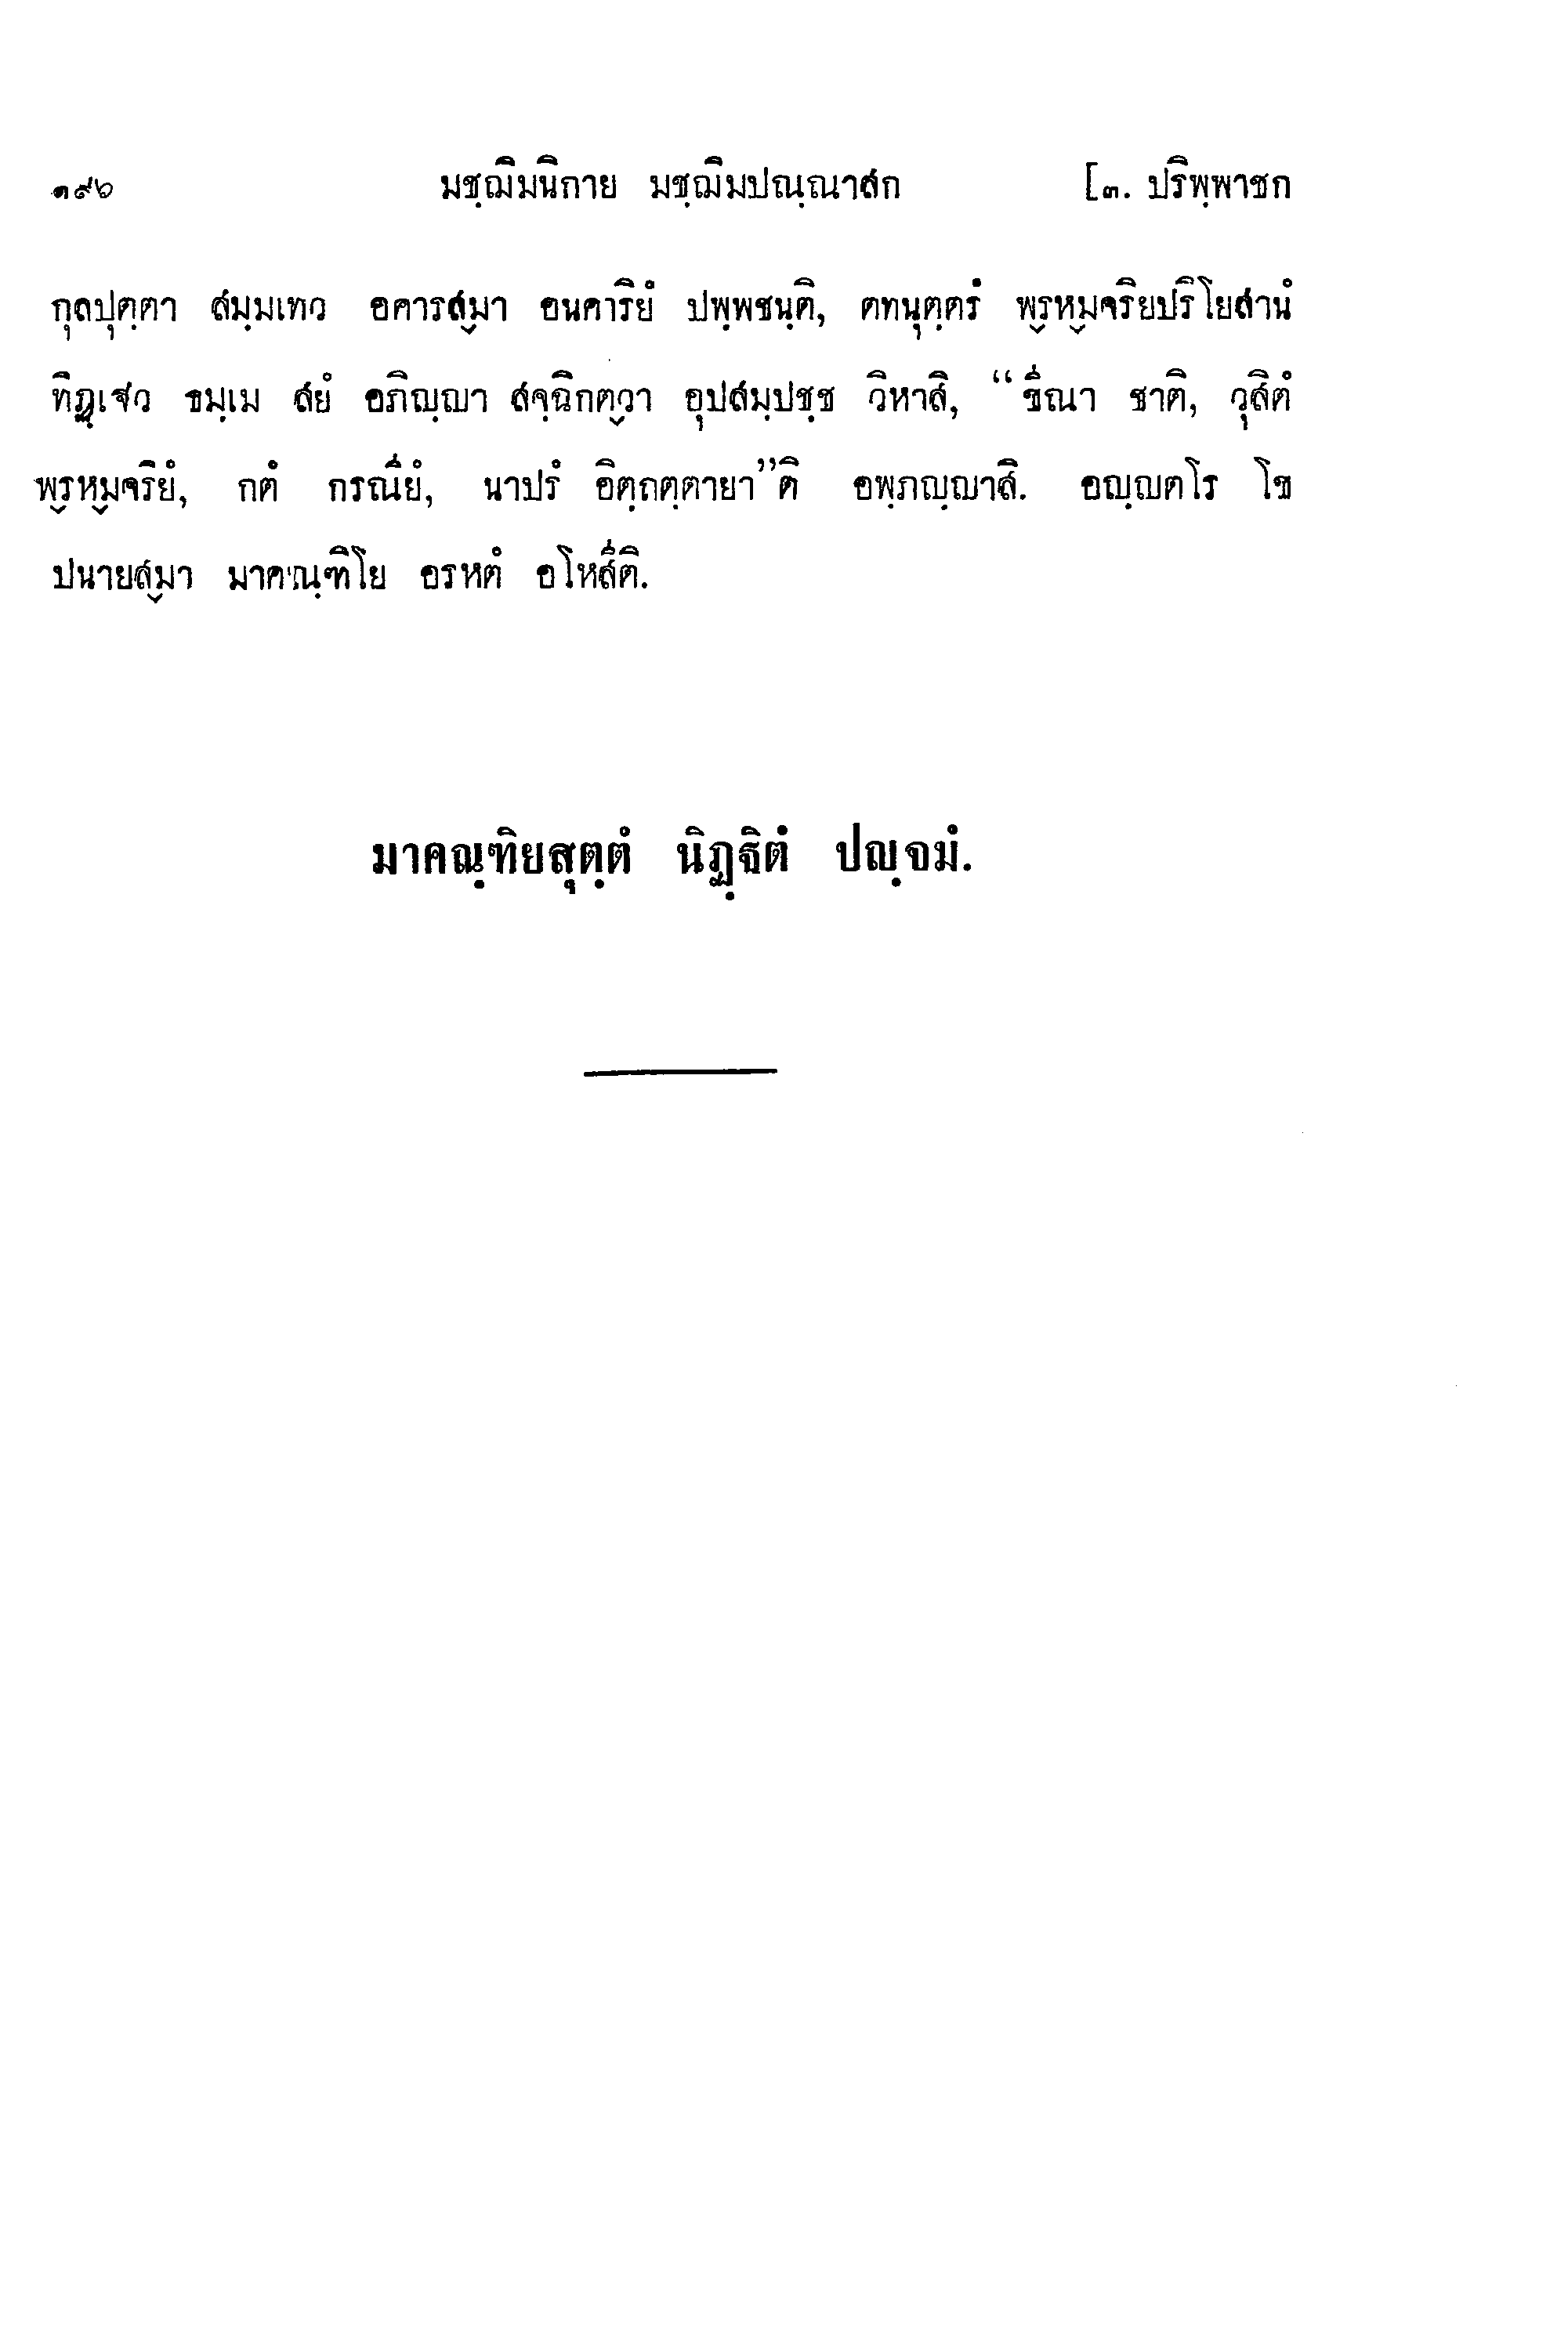 ๑๙๖ มชฺฌิมนิกาย มชฺฌิมปณฺณาสก [๓. ปริพฺพาชก
กุลปุตฺตา สมฺมเทว อคารสฺ๎มา อนคาริยํ ปพฺพชนฺติ, ตทนุตฺตรํ พฺ๎รหฺ๎มจริยปริโยสานํ
ทิฏฺเฐว ธมฺเม สยํ อภิญฺญา สจฺฉิกตฺ๎วา อุปสมฺปชฺช วิหาสิ, “ขีณา ชาติ, วุสิตํ
พฺ๎รหฺ๎มจริยํ, กตํ กรณียํ, นาปรํ อิตฺถตฺตายา”ติ อพฺภญฺญาสิ. อญฺญตโร โข
ปนายสฺ๎มา มาคณฺฑิโย อรหตํ อโหสีติ.
มาคณฺฑิยสุตฺตํ นิฏฺฐิตํ ปญฺจมํ.